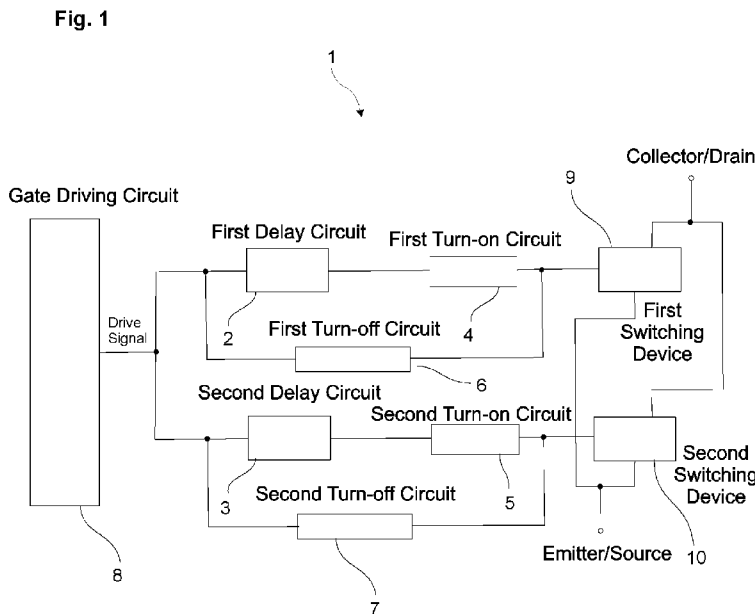 Fig. 1
1
Collector/Drain
9
Gate Driving Circuit
First Delay Circuit
First Turn-on Circuit
Drive
Signal
2
4
First
Switching
Device
First Turn-off Circuit
6
Second Delay Circuit
Second Turn-on Circuit
3
5
Second
Switching
Device
Second Turn-off Circuit
10
Emitter/Source
8
7